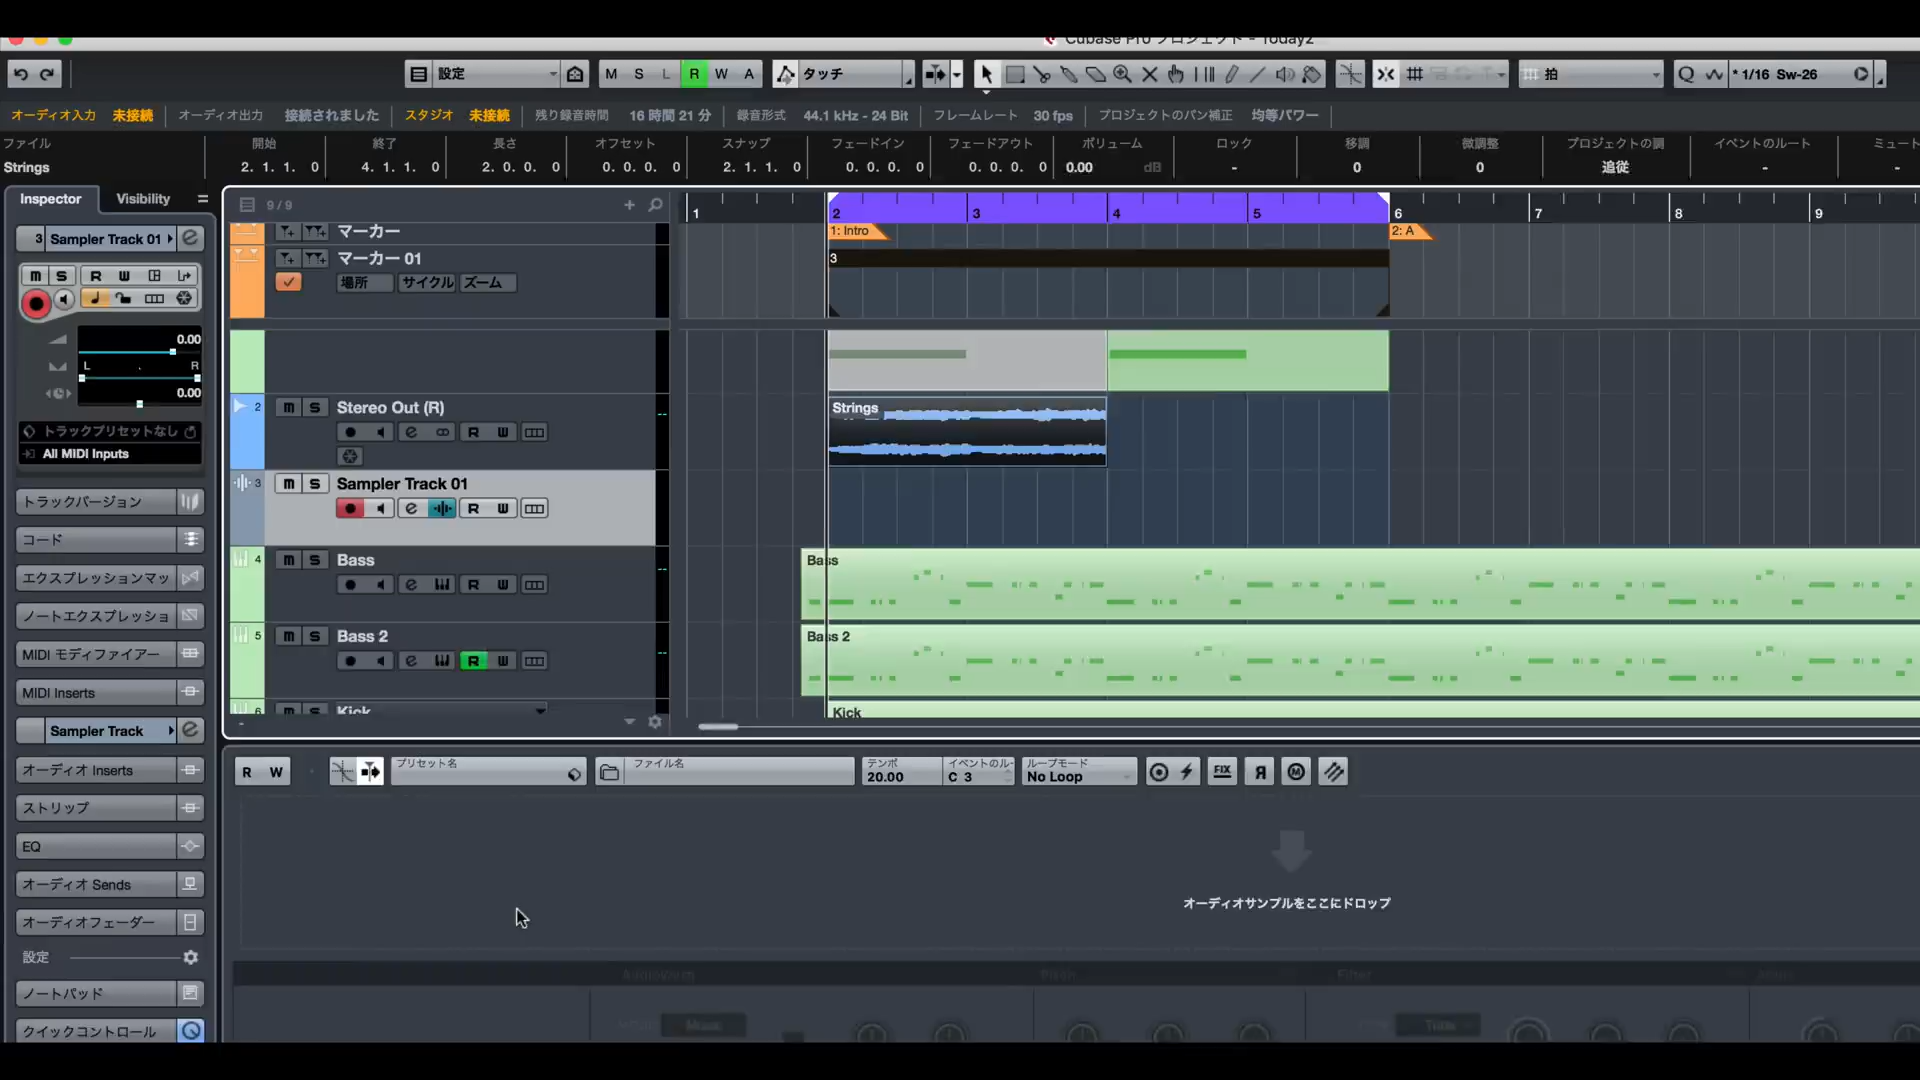 Cubase Pro プロジェクト - Today2
設定
M S L R W A
タッチ
拍
Q
* 1/16 Sw-26
オーディオ入力 未接続 オーディオ出力 接続されました スタジオ 未接続 残り録音時間 16 時間 21 分 録音形式 44.1 kHz - 24 Bit フレームレート 30 fps プロジェクトのパン補正 均等パワー
ファイル 開始 終了 長さ オフセット スナップ フェードイン フェードアウト ボリューム ロック 移調 微調整 プロジェクトの調 イベントのルート ミュート
Strings 2. 1. 1. 0 4. 1. 1. 0 2. 0. 0. 0 0. 0. 0. 0 2. 1. 1. 0 0. 0. 0. 0 0. 0. 0. 0 0.00 dB - 0 0 追従 - -
Inspector Visibility
9 / 9
1 2 3 4 5 6 7 8 9
マーカー
1: Intro
2: A
3 Sampler Track 01
マーカー 01
3
場所 サイクル ズーム
m S R W
0.00
L R
0.00
トラックプリセットなし
All MIDI Inputs
2 m S Stereo Out (R)
R W
Strings
3 m S Sampler Track 01
R W
4 m S Bass
R W
Bass
5 m S Bass 2
R W
Bass 2
6 m S Kick
Kick
トラックバージョン
コード
エクスプレッションマッ
ノートエクスプレッショ
MIDI モディファイアー
MIDI Inserts
Sampler Track
オーディオ Inserts
ストリップ
EQ
オーディオ Sends
オーディオフェーダー
設定
ノートパッド
クイックコントロール
R W
プリセット名
ファイル名
テンポ
20.00
イベントのル-
C 3
ループモード
No Loop
FIX
オーディオサンプルをここにドロップ
AudioWarp
Pitch
Filter